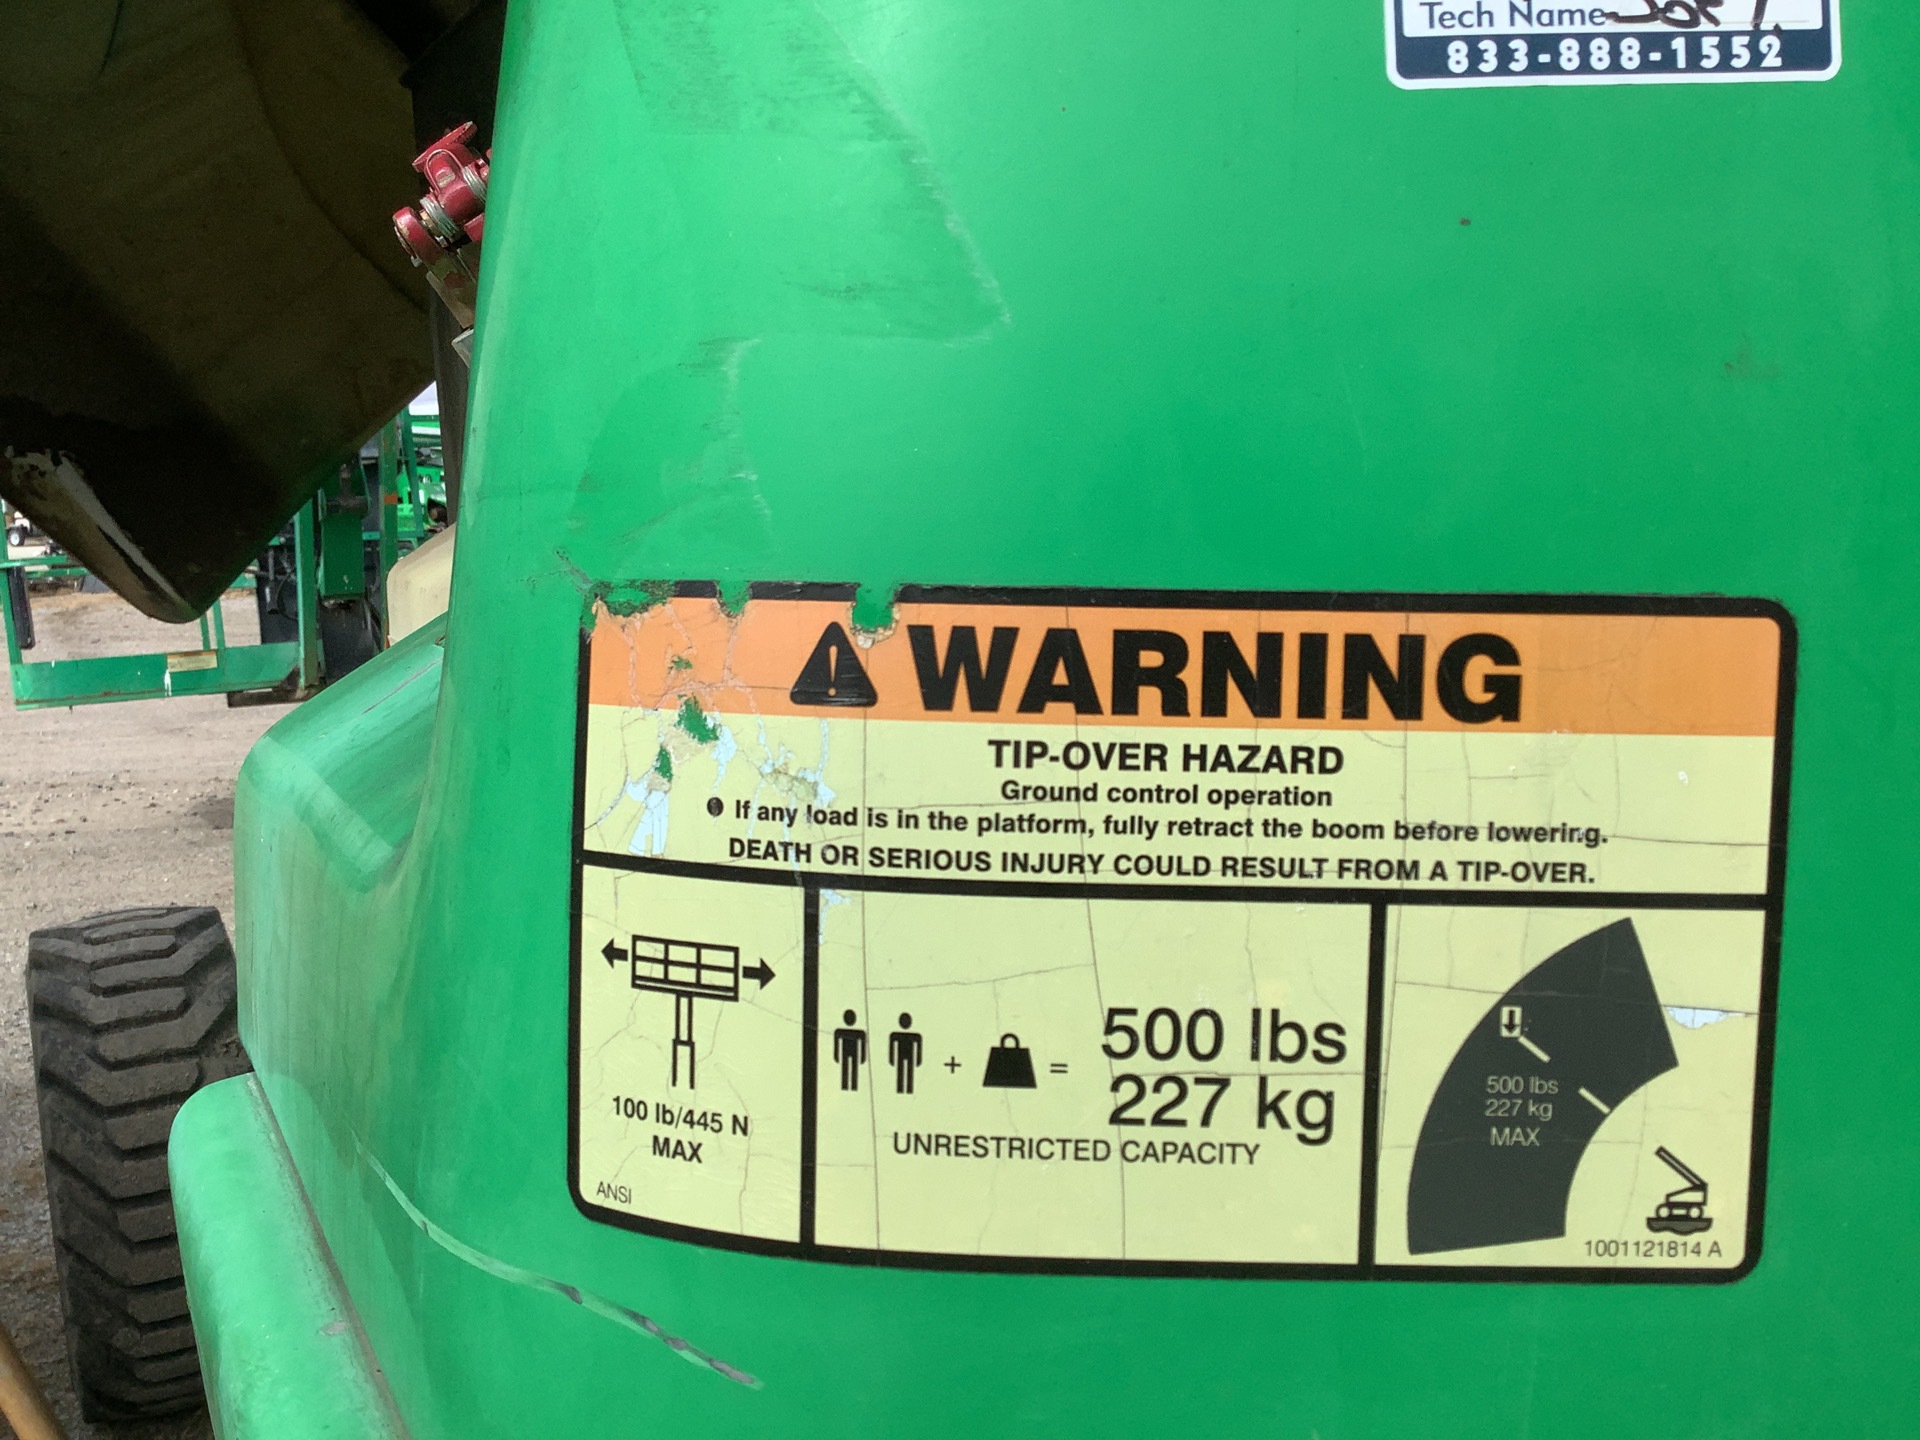 Tech Name
833-888-1552
WARNING
TIP-OVER HAZARD
Ground control operation
● If any load is in the platform, fully retract the boom before lowering.
DEATH OR SERIOUS INJURY COULD RESULT FROM A TIP-OVER.
100 lb/445 N
MAX
ANSI
+ =
500 lbs
227 kg
UNRESTRICTED CAPACITY
500 lbs
227 kg
MAX
1001121814 A